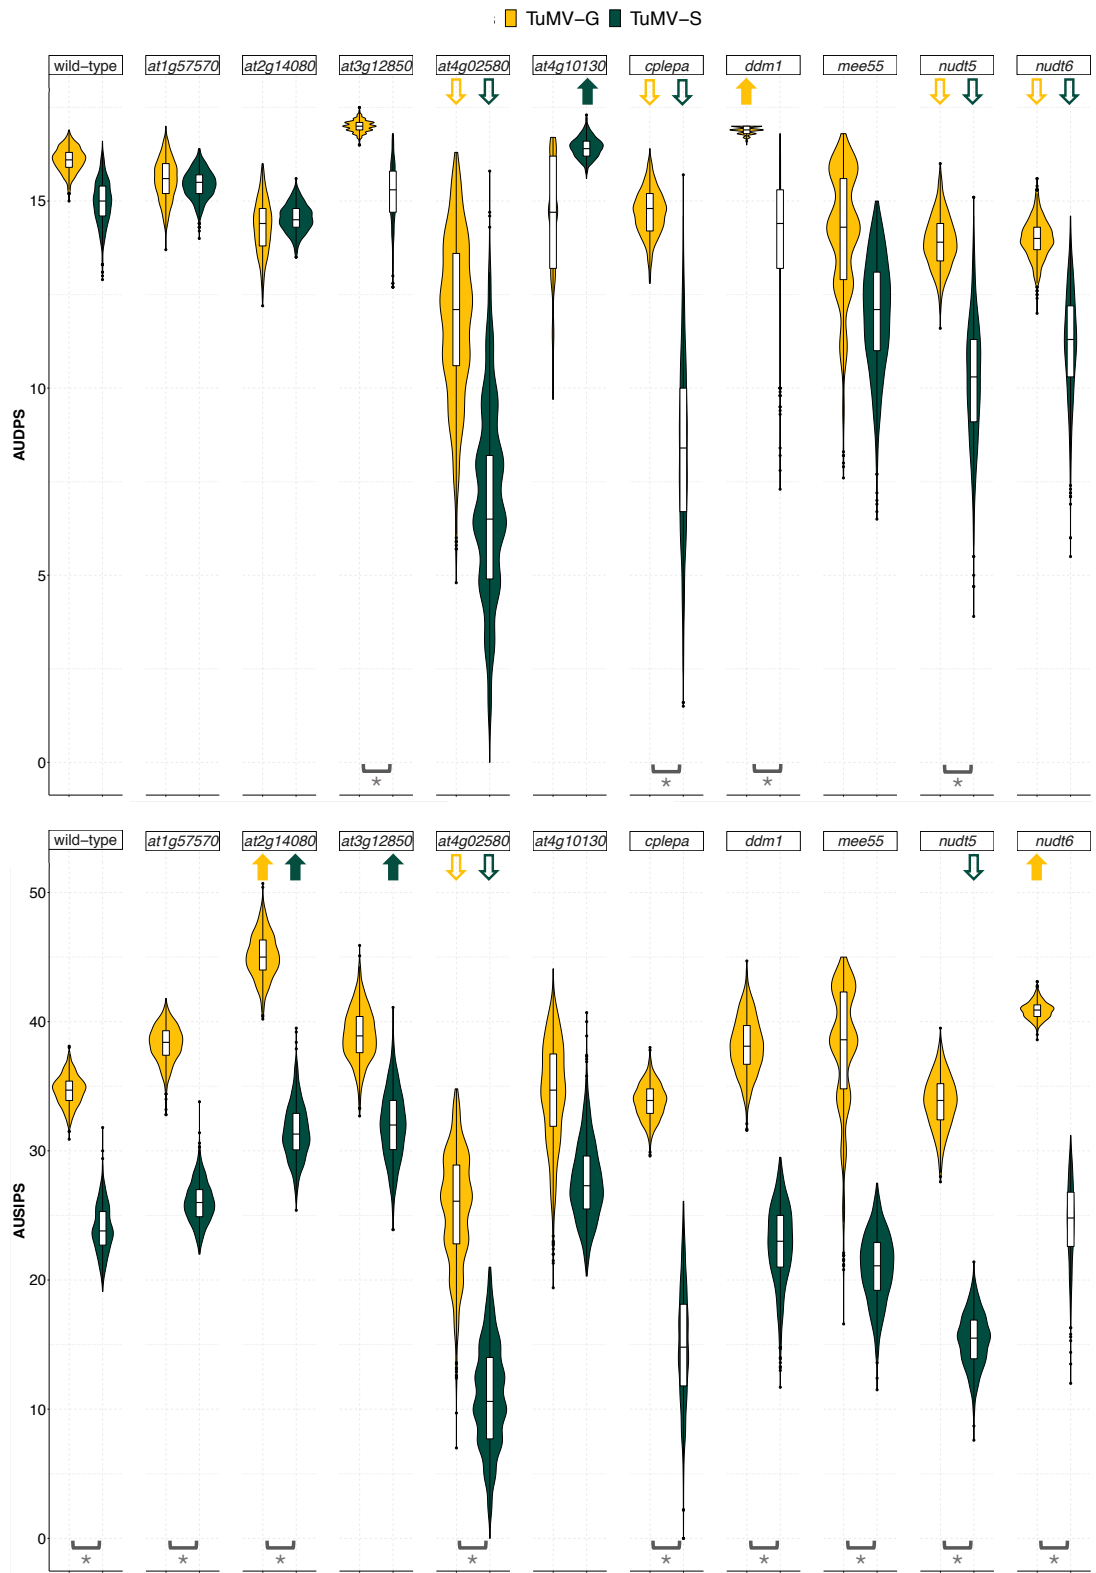 TuMV−G TuMV−S
wild−type at1g57570 at2g14080 at3g12850 at4g02580 at4g10130 cplepa ddm1 mee55 nudt5 nudt6
15
10
AUDPS
5
0
* * * *
wild−type at1g57570 at2g14080 at3g12850 at4g02580 at4g10130 cplepa ddm1 mee55 nudt5 nudt6
50
40
30
AUSIPS
20
10
0
* * * * * * * * *